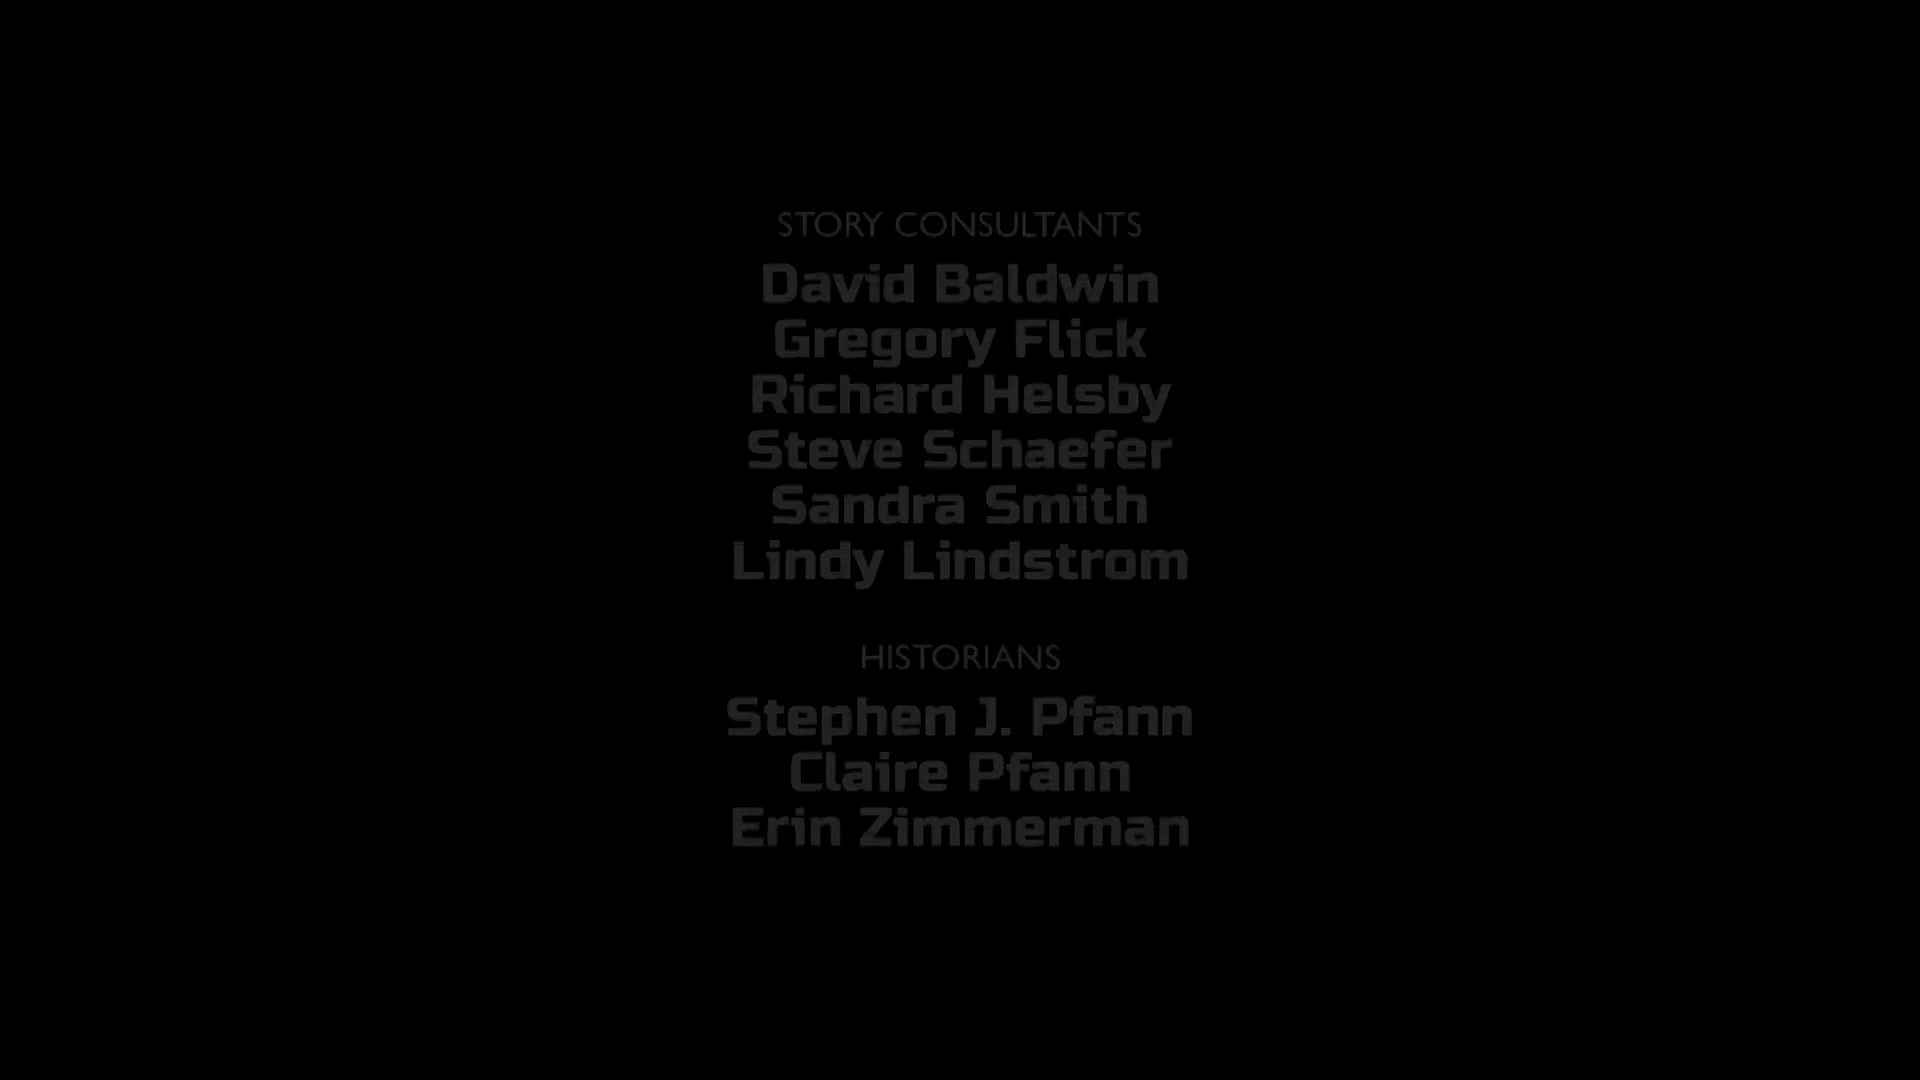 STORY CONSULTANTS
David Baldwin
Gregory Flick
Richard Helsby
Steve Schaefer
Sandra Smith
Lindy Lindstrom
HISTORIANS
Stephen J. Pfann
Claire Pfann
Erin Zimmerman